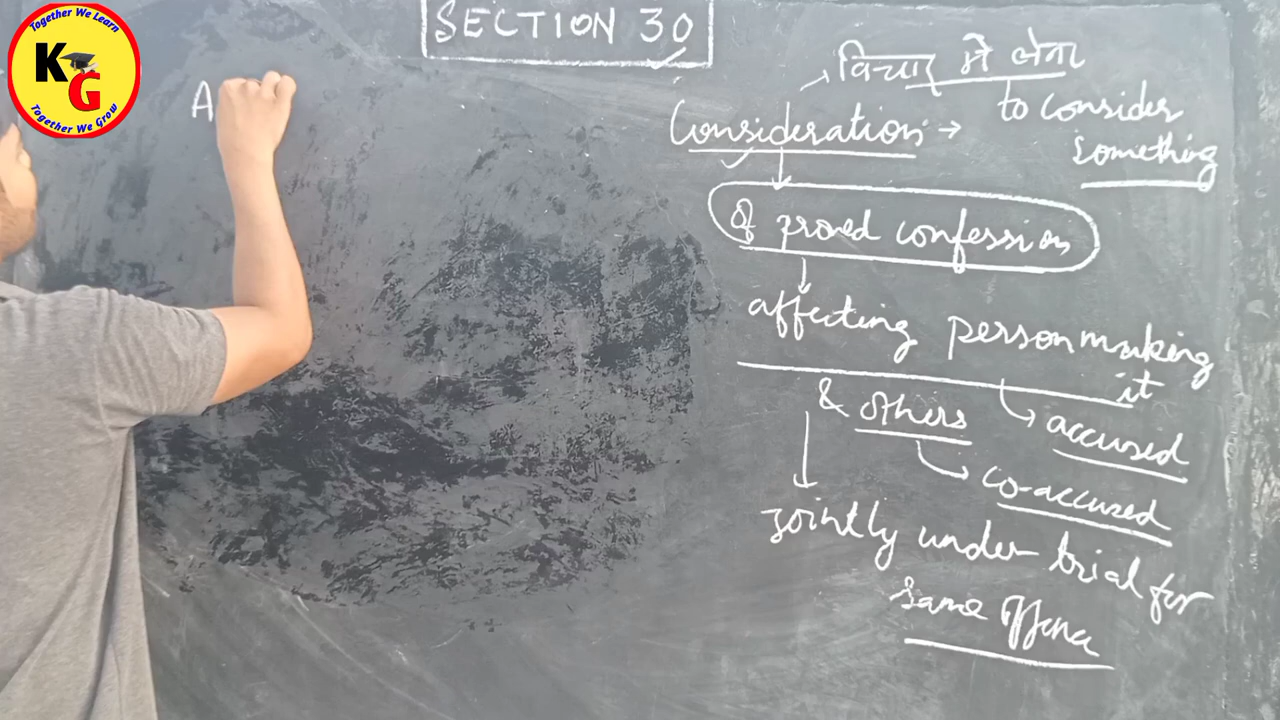 Together We Learn
KG
Together We Grow
SECTION 30
A
विचार में लेना
Consideration → to consider
something
Of proved confession
affecting person making
it
& others
accused
co-accused
Jointly under trial for
same offence